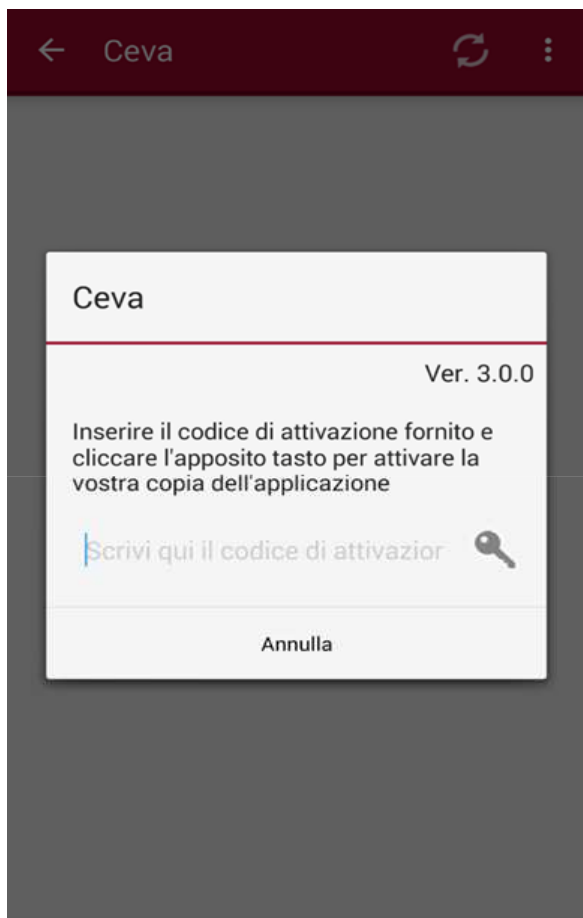 Ceva
Ceva
Ver. 3.0.0
Inserire il codice di attivazione fornito e
cliccare l'apposito tasto per attivare la
vostra copia dell'applicazione
Scrivi qui il codice di attivazior
Annulla